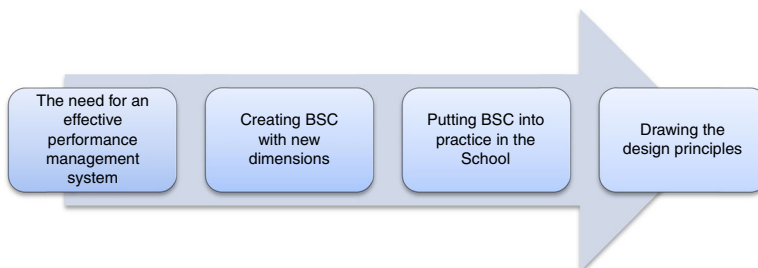 The need for an
effective
performance
management
system
Creating BSC
with new
dimensions
Putting BSC into
practice in the
School
Drawing the
design principles